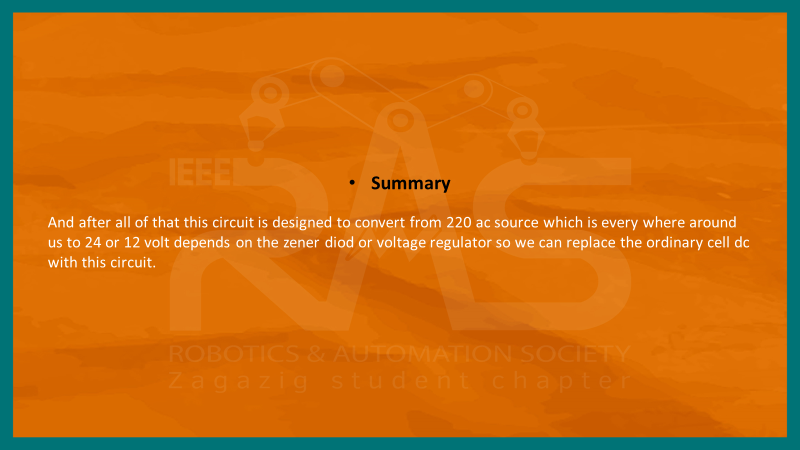 IEEE
RAS
• Summary
And after all of that this circuit is designed to convert from 220 ac source which is every where around
us to 24 or 12 volt depends on the zener diod or voltage regulator so we can replace the ordinary cell dc
with this circuit.
ROBOTICS & AUTOMATION SOCIETY
Zagazig student chapter